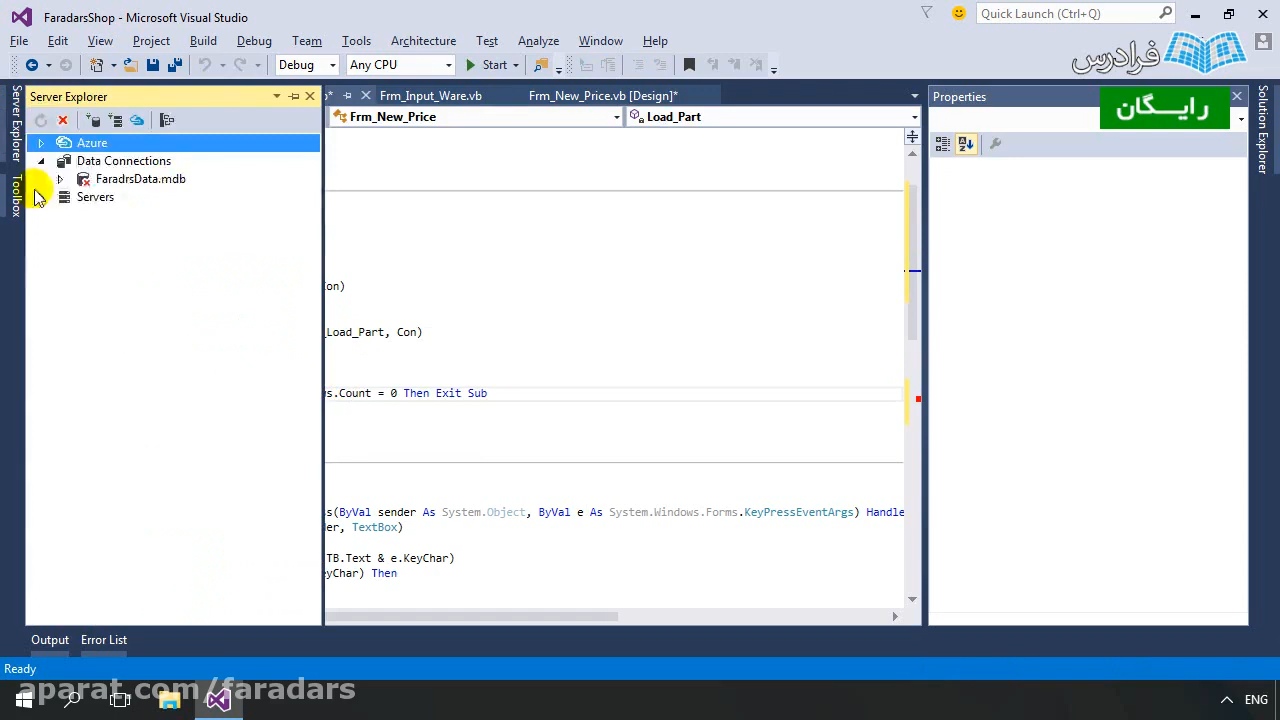 FaradarsShop - Microsoft Visual Studio
Quick Launch (Ctrl+Q)
File Edit View Project Build Debug Team Tools Architecture Test Analyze Window Help
فرادرس
Debug Any CPU Start
Server Explorer
Frm_Input_Ware.vb Frm_New_Price.vb [Design]*
Properties
رایگان
Frm_New_Price Load_Part
Azure
Data Connections
FaradrsData.mdb
Servers
Server Explorer
Toolbox
Solution Explorer
Con)
_Load_Part, Con)
s.Count = 0 Then Exit Sub
s(ByVal sender As System.Object, ByVal e As System.Windows.Forms.KeyPressEventArgs) Handle
er, TextBox)
TB.Text & e.KeyChar)
yChar) Then
Output Error List
Ready
aparat.com/faradars
ENG